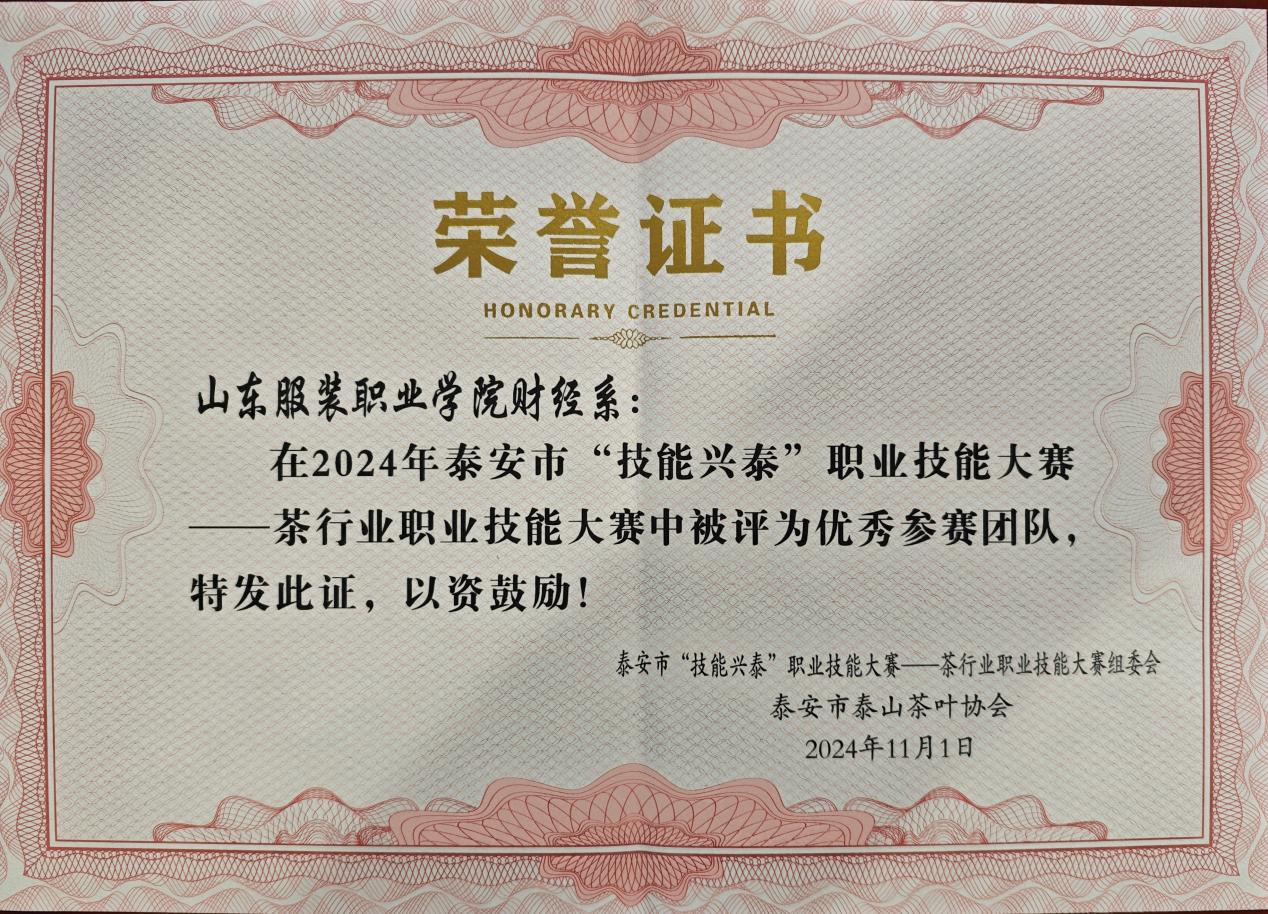 荣誉证书
HONORARY CREDENTIAL
山东服装职业学院财经系：
在2024年泰安市“技能兴泰”职业技能大赛
——茶行业职业技能大赛中被评为优秀参赛团队，
特发此证，以资鼓励！
泰安市“技能兴泰”职业技能大赛——茶行业职业技能大赛组委会
泰安市泰山茶叶协会
2024年11月1日